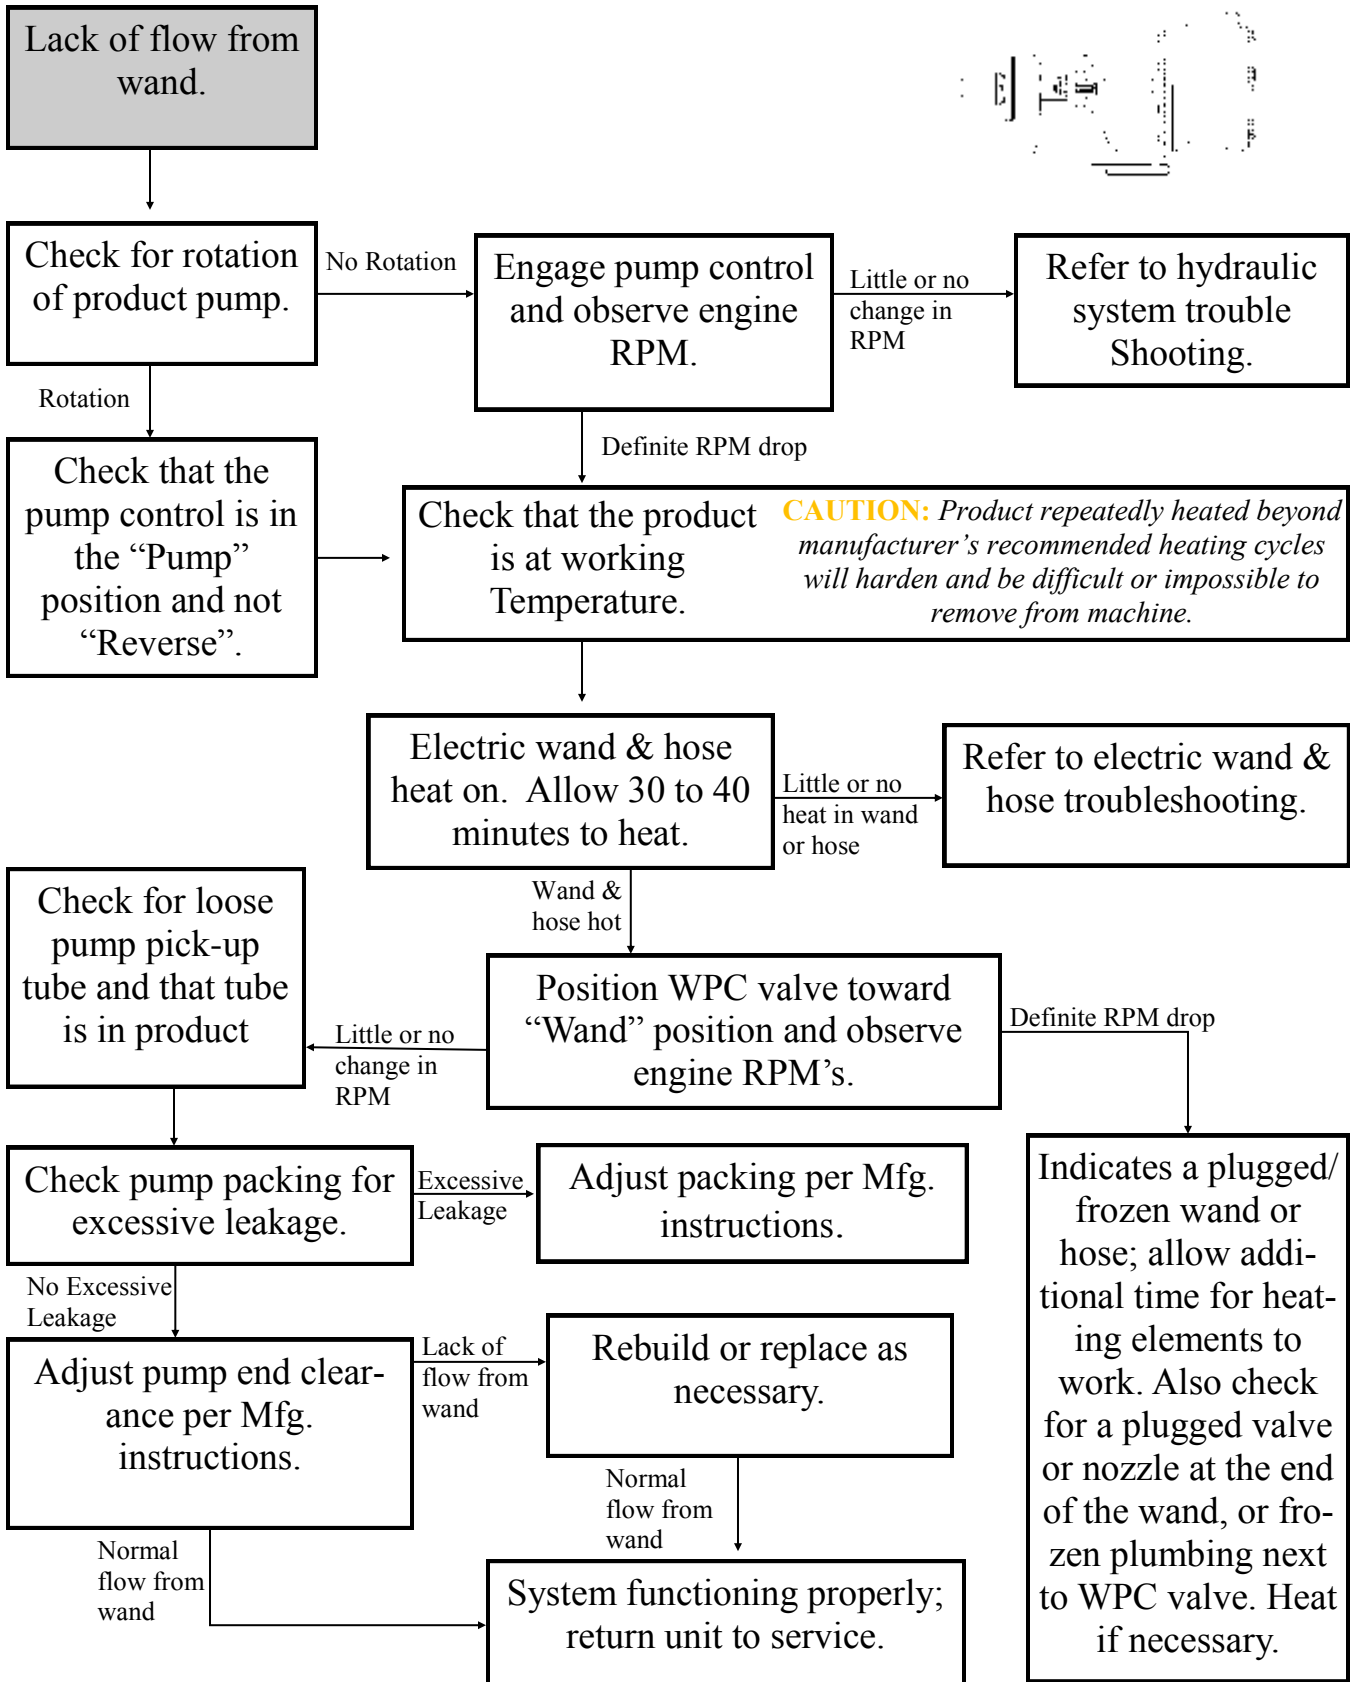 Lack of flow from
wand.
Check for rotation
of product pump.
No Rotation
Engage pump control
and observe engine
RPM.
Little or no
change in
RPM
Refer to hydraulic
system trouble
Shooting.
Rotation
Definite RPM drop
Check that the
pump control is in
the “Pump”
position and not
“Reverse”.
Check that the product
is at working
Temperature.
CAUTION: Product repeatedly heated beyond
manufacturer’s recommended heating cycles
will harden and be difficult or impossible to
remove from machine.
Electric wand & hose
heat on. Allow 30 to 40
minutes to heat.
Little or no
heat in wand
or hose
Refer to electric wand &
hose troubleshooting.
Wand &
hose hot
Check for loose
pump pick-up
tube and that tube
is in product
Little or no
change in
RPM
Position WPC valve toward
“Wand” position and observe
engine RPM’s.
Definite RPM drop
Check pump packing for
excessive leakage.
Excessive
Leakage
Adjust packing per Mfg.
instructions.
Indicates a plugged/
frozen wand or
hose; allow addi-
tional time for heat-
ing elements to
work. Also check
for a plugged valve
or nozzle at the end
of the wand, or fro-
zen plumbing next
to WPC valve. Heat
if necessary.
No Excessive
Leakage
Adjust pump end clear-
ance per Mfg.
instructions.
Lack of
flow from
wand
Rebuild or replace as
necessary.
Normal
flow from
wand
Normal
flow from
wand
System functioning properly;
return unit to service.